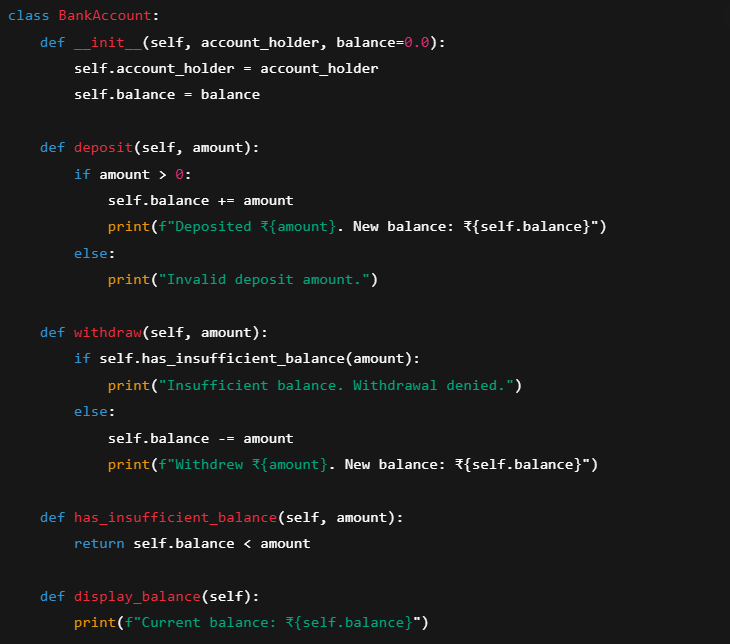 class BankAccount:
    def __init__(self, account_holder, balance=0.0):
        self.account_holder = account_holder
        self.balance = balance

    def deposit(self, amount):
        if amount > 0:
            self.balance += amount
            print(f"Deposited ₹{amount}. New balance: ₹{self.balance}")
        else:
            print("Invalid deposit amount.")

    def withdraw(self, amount):
        if self.has_insufficient_balance(amount):
            print("Insufficient balance. Withdrawal denied.")
        else:
            self.balance -= amount
            print(f"Withdrew ₹{amount}. New balance: ₹{self.balance}")

    def has_insufficient_balance(self, amount):
        return self.balance < amount

    def display_balance(self):
        print(f"Current balance: ₹{self.balance}")